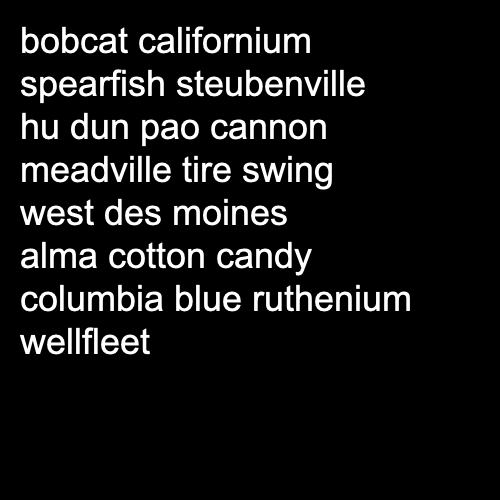 bobcat californium
spearfish steubenville
hu dun pao cannon
meadville tire swing
west des moines
alma cotton candy
columbia blue ruthenium
wellfleet